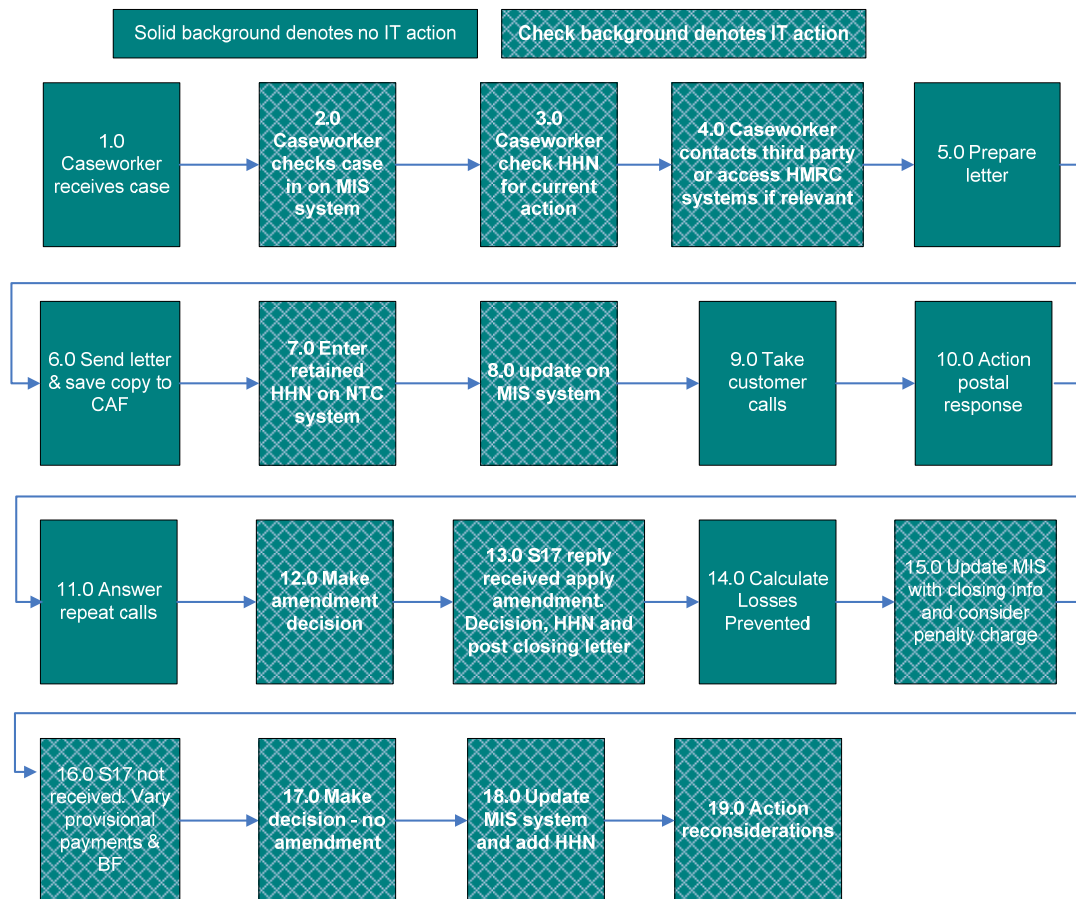 Solid background denotes no IT action
Check background denotes IT action
1.0
Caseworker
receives case
2.0
Caseworker
checks case
in on MIS
system
3.0
Caseworker
check HHN
for current
action
4.0 Caseworker
contacts third party
or access HMRC
systems if relevant
5.0 Prepare
letter
6.0 Send letter
& save copy to
CAF
7.0 Enter
retained
HHN on NTC
system
8.0 update on
MIS system
9.0 Take
customer
calls
10.0 Action
postal
response
11.0 Answer
repeat calls
12.0 Make
amendment
decision
13.0 S17 reply
received apply
amendment.
Decision, HHN and
post closing letter
14.0 Calculate
Losses
Prevented
15.0 Update MIS
with closing info
and consider
penalty charge
16.0 S17 not
received. Vary
provisional
payments &
BF
17.0 Make
decision - no
amendment
18.0 Update
MIS system
and add HHN
19.0 Action
reconsiderations